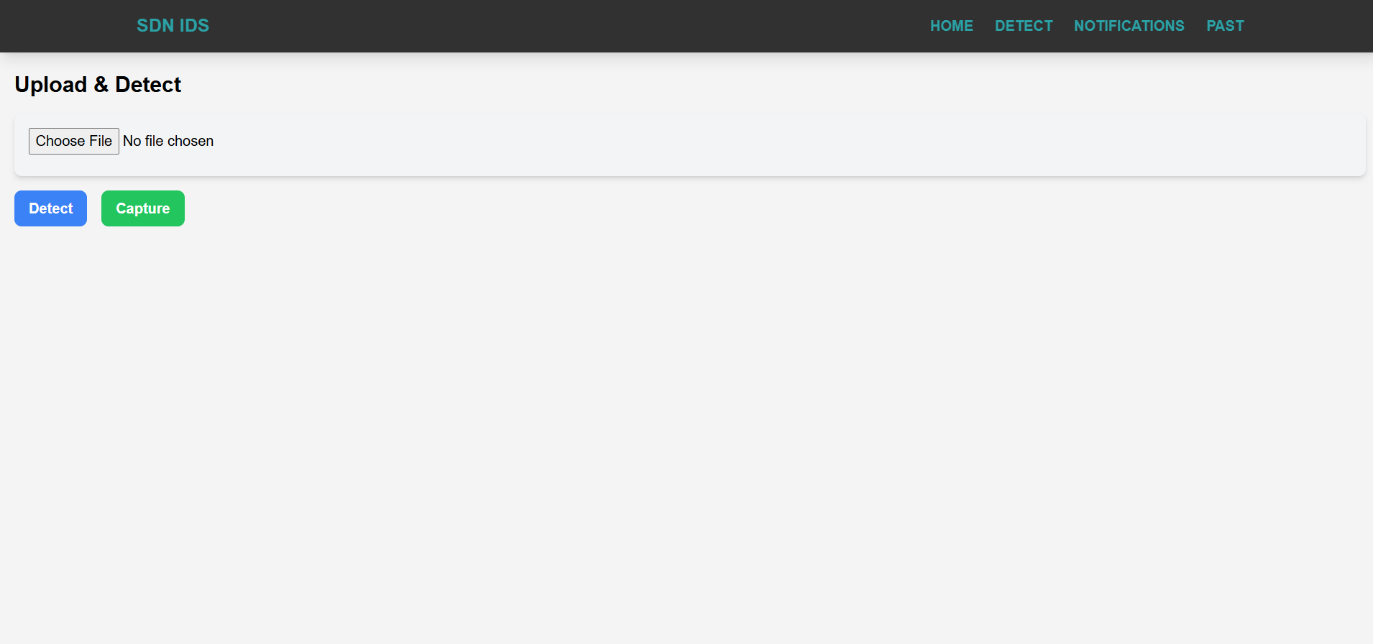 SDN IDS HOME DETECT NOTIFICATIONS PAST
Upload & Detect
Choose File No file chosen
Detect Capture